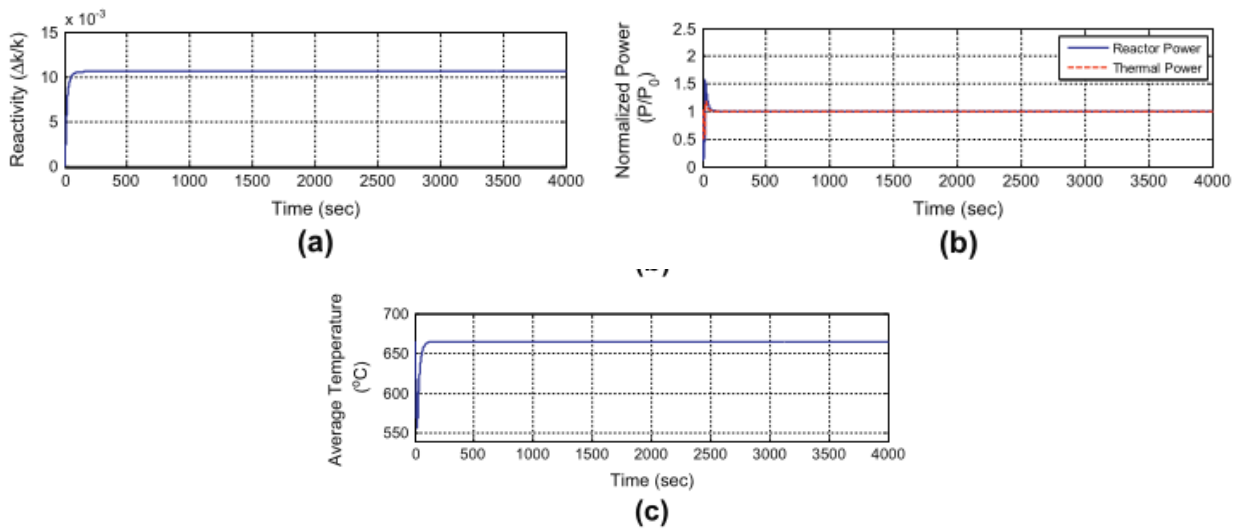 x 10⁻³
15
10
5
0
Reactivity (Δk/k)
0 500 1000 1500 2000 2500 3000 3500 4000
Time (sec)
(a)
2.5
2
1.5
1
0.5
0
Normalized Power
(P/P₀)
Reactor Power
Thermal Power
0 500 1000 1500 2000 2500 3000 3500 4000
Time (sec)
(b)
700
650
600
550
Average Temperature
(⁰C)
0 500 1000 1500 2000 2500 3000 3500 4000
Time (sec)
(c)